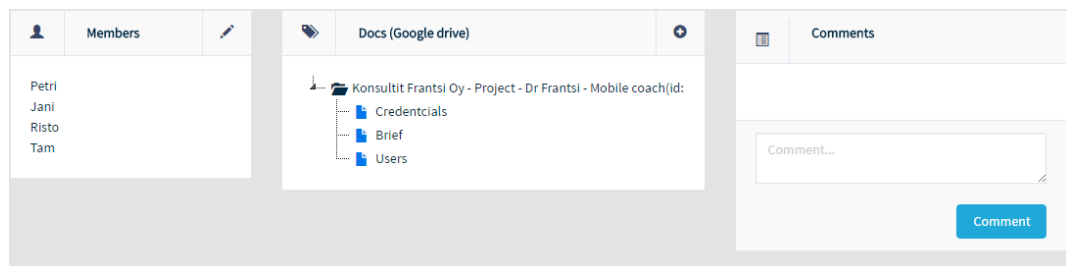 Members
Petri
Jani
Risto
Tam
Docs (Google drive)
Konsultit Frantsi Oy - Project - Dr Frantsi - Mobile coach(id:
Credentcials
Brief
Users
Comments
Comment...
Comment